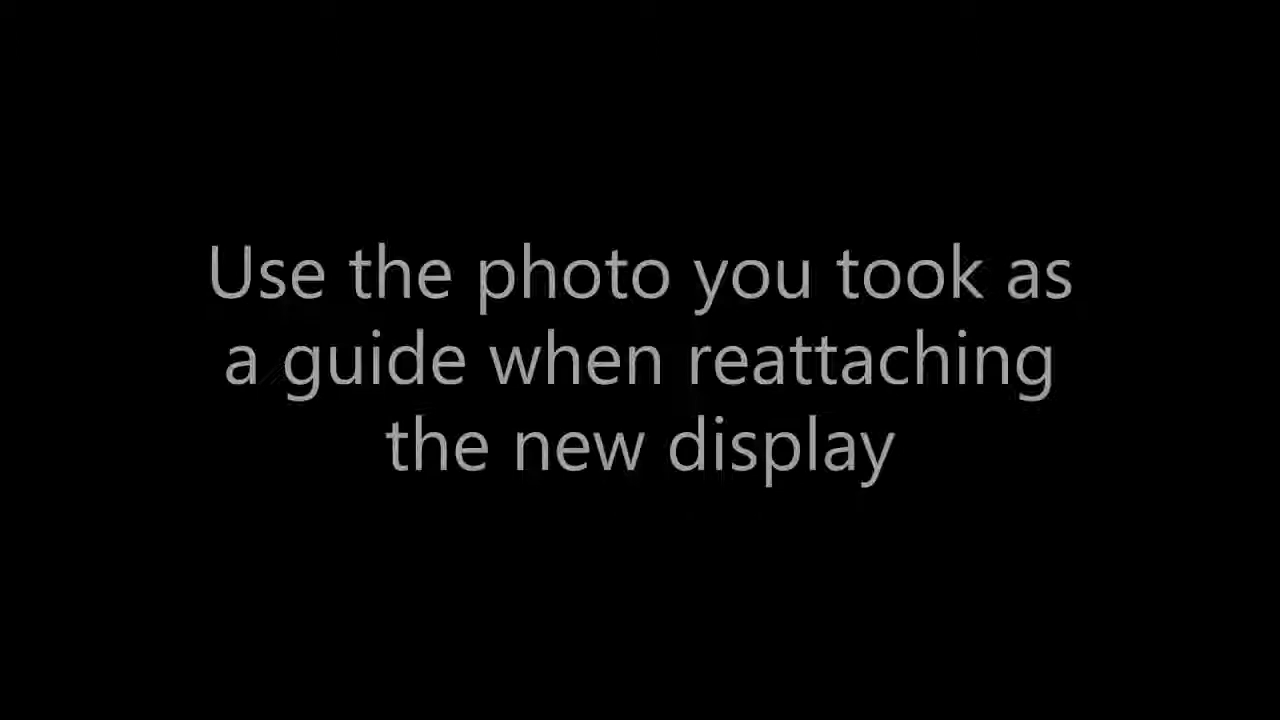 Use the photo you took as
a guide when reattaching
the new display